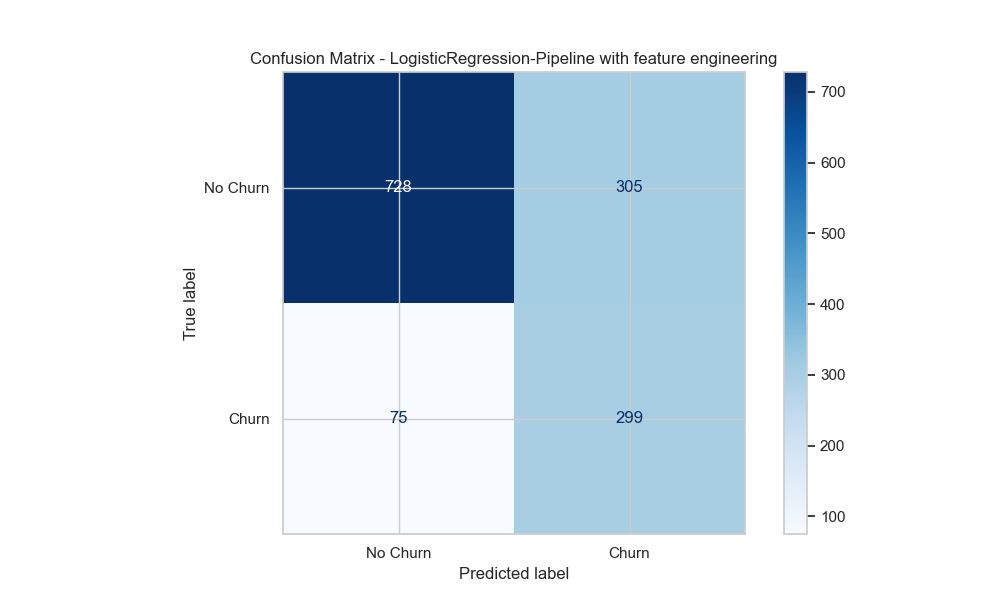 Confusion Matrix - LogisticRegression-Pipeline with feature engineering
700
600
500
400
300
200
100
No Churn
728
305
Churn
75
299
True label
No Churn
Churn
Predicted label